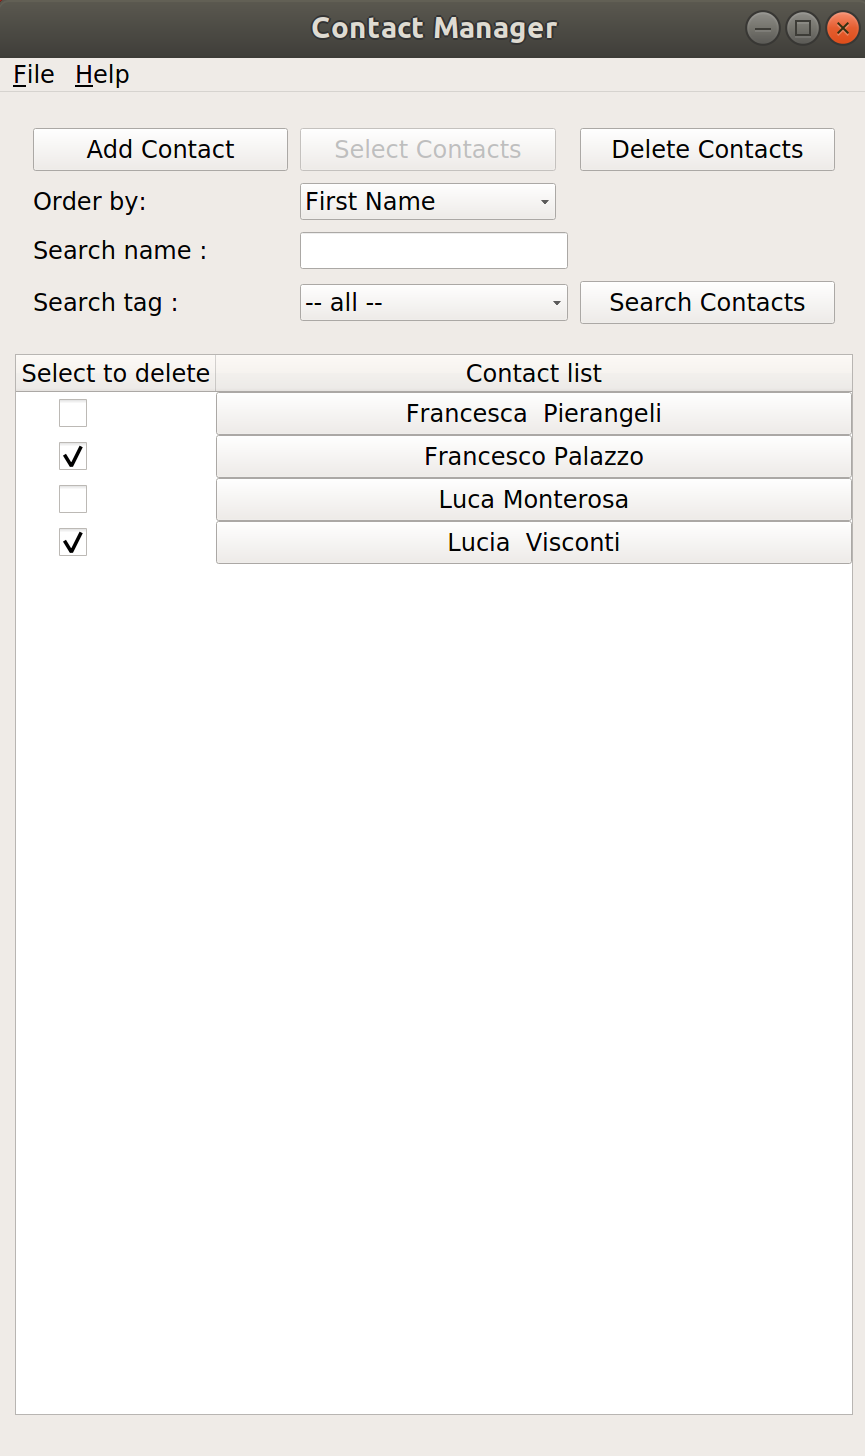 Contact Manager
File Help
Add Contact Select Contacts Delete Contacts
Order by: First Name
Search name :
Search tag : -- all -- Search Contacts
Select to delete Contact list
Francesca  Pierangeli
Francesco Palazzo
Luca Monterosa
Lucia  Visconti